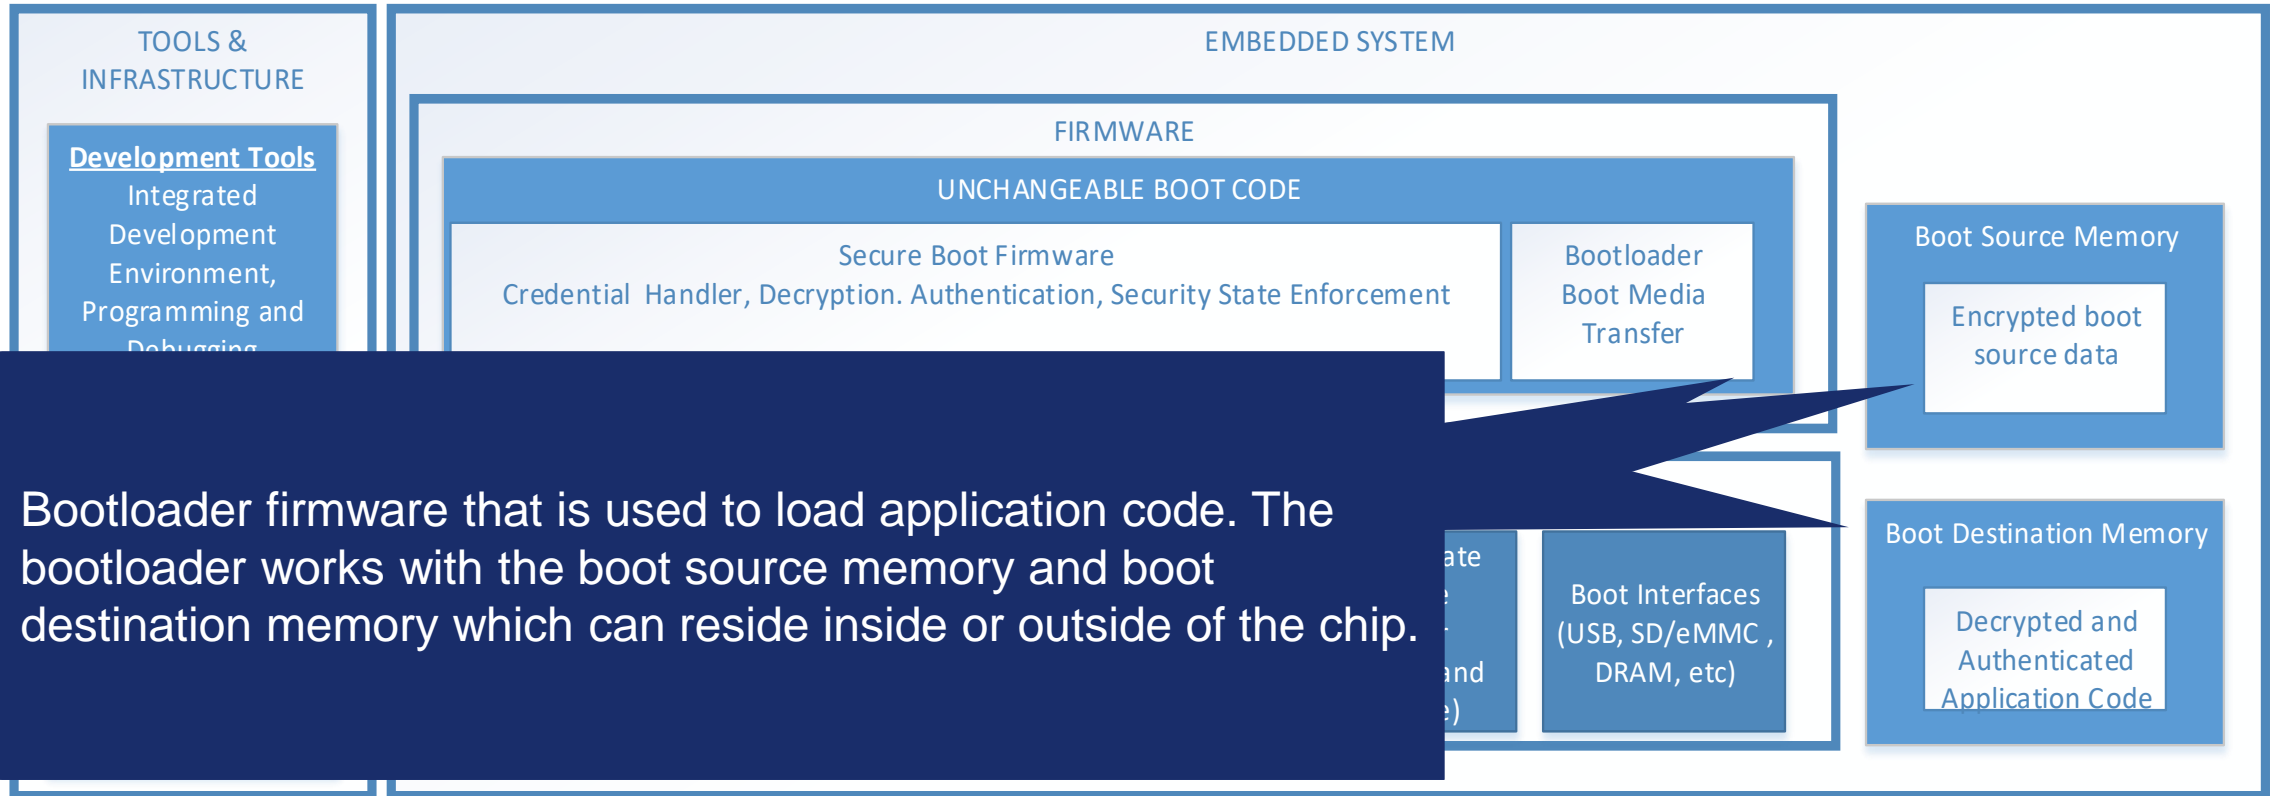 TOOLS &
INFRASTRUCTURE
Development Tools
Integrated
Development
Environment,
Programming and
Debugging
EMBEDDED SYSTEM
FIRMWARE
UNCHANGEABLE BOOT CODE
Secure Boot Firmware
Credential Handler, Decryption. Authentication, Security State Enforcement
Bootloader
Boot Media
Transfer
Boot Source Memory
Encrypted boot
source data
Bootloader firmware that is used to load application code. The
bootloader works with the boot source memory and boot
destination memory which can reside inside or outside of the chip.
Boot Interfaces
(USB, SD/eMMC ,
DRAM, etc)
Boot Destination Memory
Decrypted and
Authenticated
Application Code